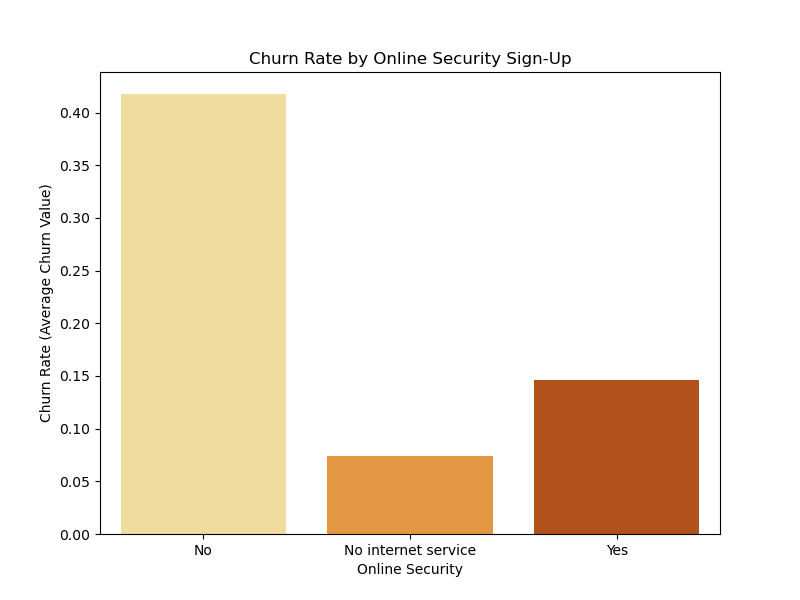 Churn Rate by Online Security Sign-Up
Churn Rate (Average Churn Value)
0.40
0.35
0.30
0.25
0.20
0.15
0.10
0.05
0.00
No
No internet service
Yes
Online Security